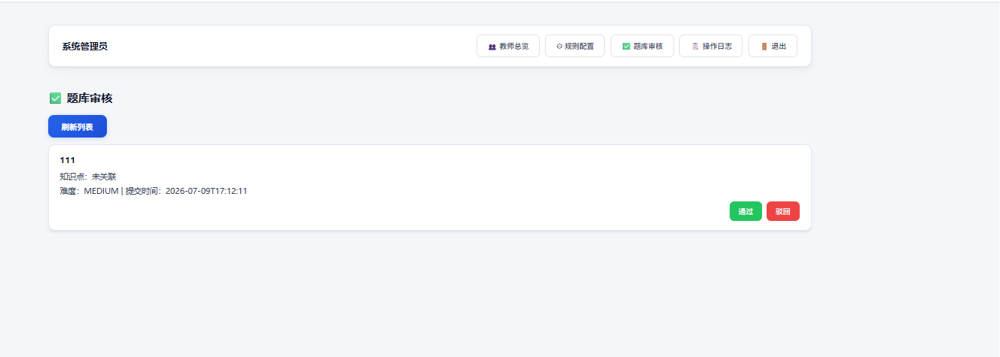 系统管理员
教师总览
规则配置
题库审核
操作日志
退出
题库审核
刷新列表
111
知识点：未关联
难度：MEDIUM | 提交时间：2026-07-09T17:12:11
通过
驳回